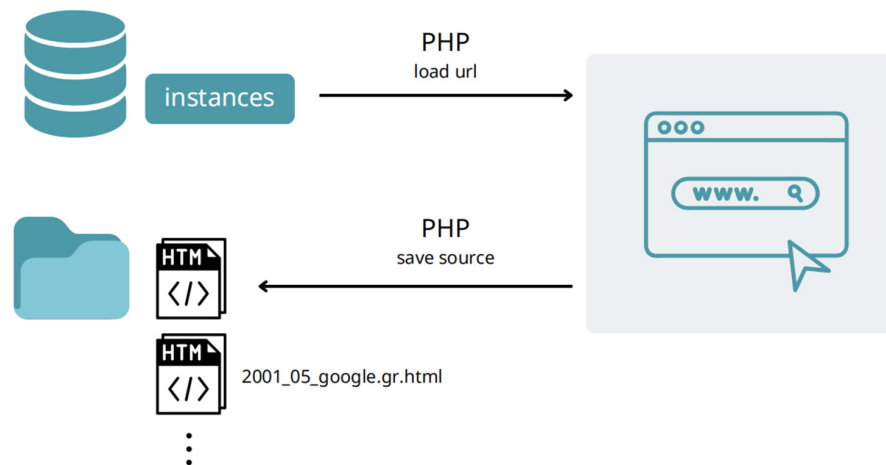 PHP
load url
instances
www.
PHP
save source
HTM
</>
HTM
</>
2001_05_google.gr.html